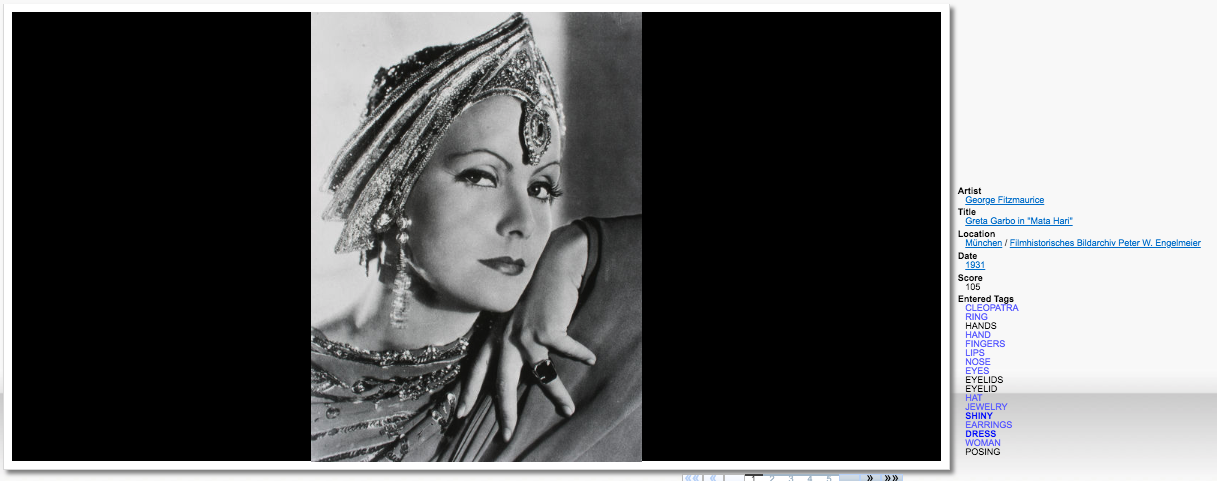 Artist
George Fitzmaurice
Title
Greta Garbo in "Mata Hari"
Location
München / Filmhistorisches Bildarchiv Peter W. Engelmeier
Date
1931
Score
105
Entered Tags
CLEOPATRA
RING
HANDS
HAND
FINGERS
LIPS
NOSE
EYES
EYELIDS
EYELID
HAT
JEWELRY
SHINY
EARRINGS
DRESS
WOMAN
POSING
« « « 1 2 3 4 5 » »»